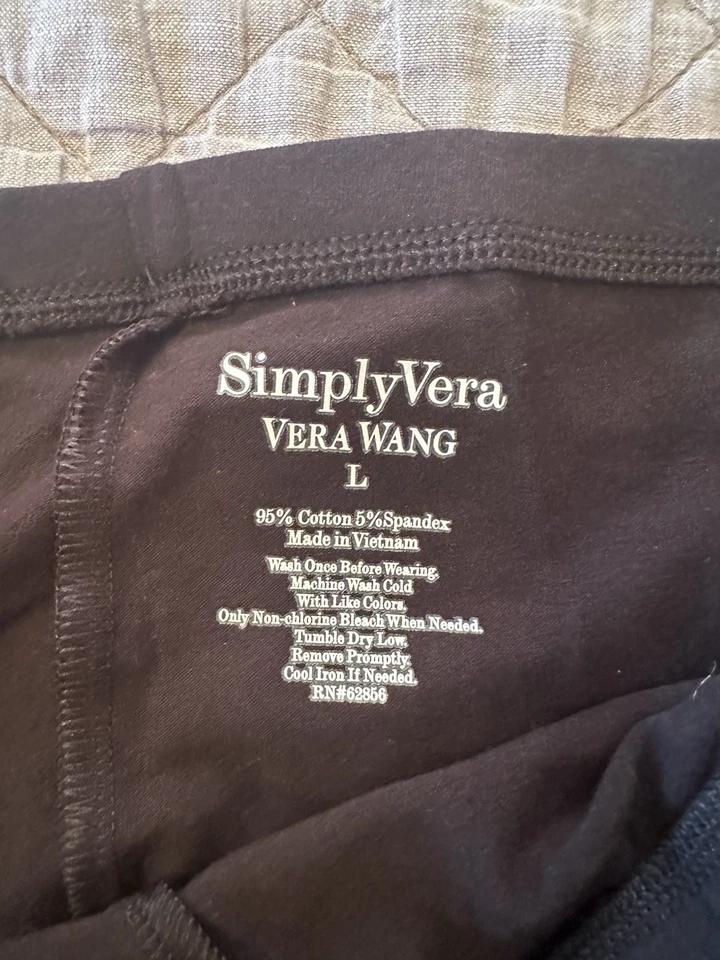 SimplyVera
VERA WANG
L
95% Cotton 5%Spandex
Made in Vietnam
Wash Once Before Wearing.
Machine Wash Cold
With Like Colors.
Only Non-chlorine Bleach When Needed.
Tumble Dry Low.
Remove Promptly.
Cool Iron If Needed.
RN#62856